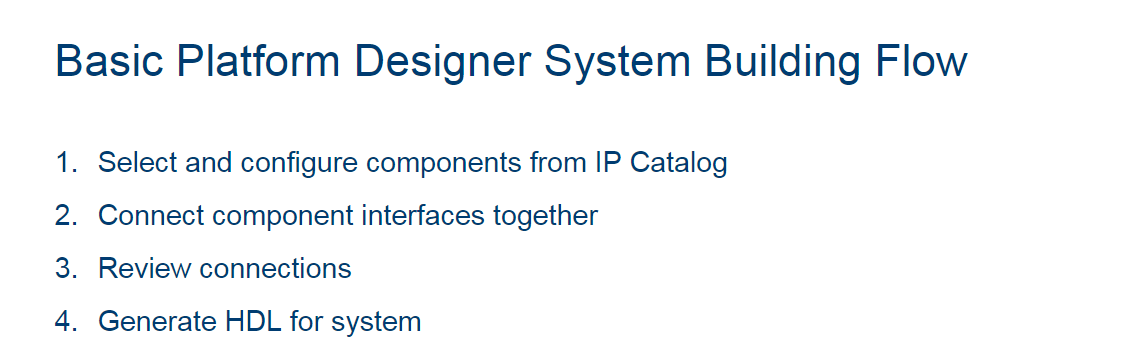 Basic Platform Designer System Building Flow
1. Select and configure components from IP Catalog
2. Connect component interfaces together
3. Review connections
4. Generate HDL for system